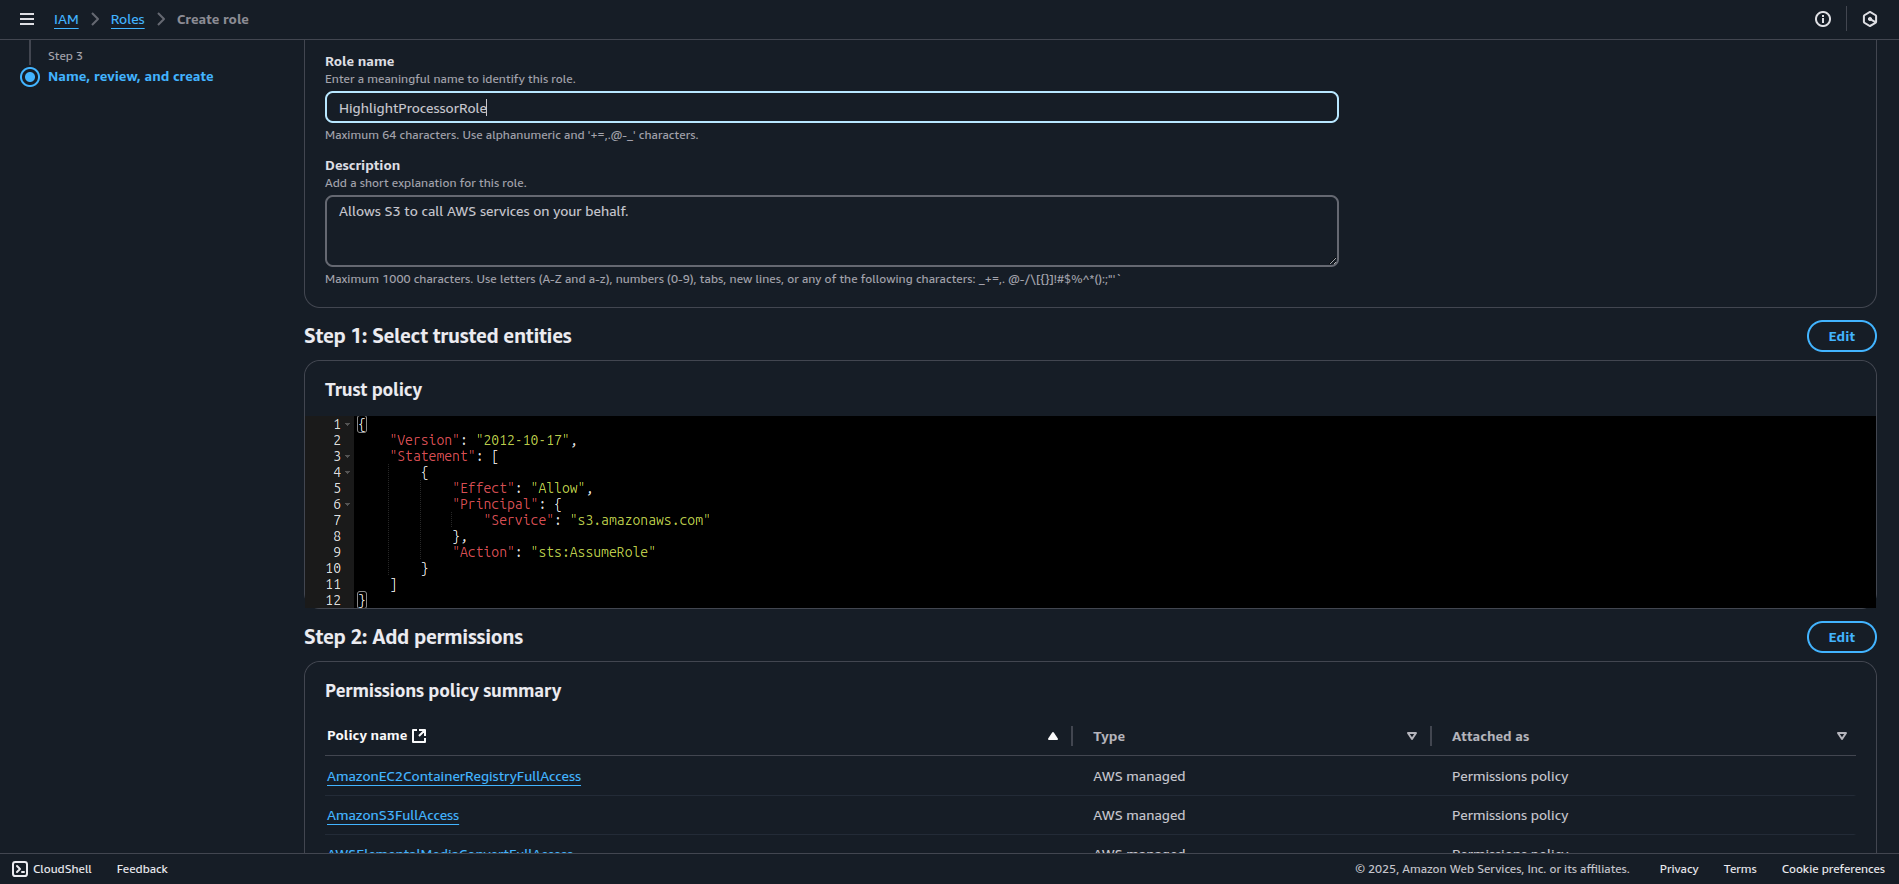 IAM > Roles > Create role
Step 3
Name, review, and create
Role name
Enter a meaningful name to identify this role.
HighlightProcessorRole
Maximum 64 characters. Use alphanumeric and '+=,.@-_' characters.
Description
Add a short explanation for this role.
Allows S3 to call AWS services on your behalf.
Maximum 1000 characters. Use letters (A-Z and a-z), numbers (0-9), tabs, new lines, or any of the following characters: _+=,. @-/\[{}]!#$%^*();:"'`
Step 1: Select trusted entities
Edit
Trust policy
1 {
2 "Version": "2012-10-17",
3 "Statement": [
4 {
5 "Effect": "Allow",
6 "Principal": {
7 "Service": "s3.amazonaws.com"
8 },
9 "Action": "sts:AssumeRole"
10 }
11 ]
12 }
Step 2: Add permissions
Edit
Permissions policy summary
Policy name Type Attached as
AmazonEC2ContainerRegistryFullAccess AWS managed Permissions policy
AmazonS3FullAccess AWS managed Permissions policy
AWSElementalMediaConvertFullAccess AWS managed Permissions policy
CloudShell Feedback © 2025, Amazon Web Services, Inc. or its affiliates. Privacy Terms Cookie preferences